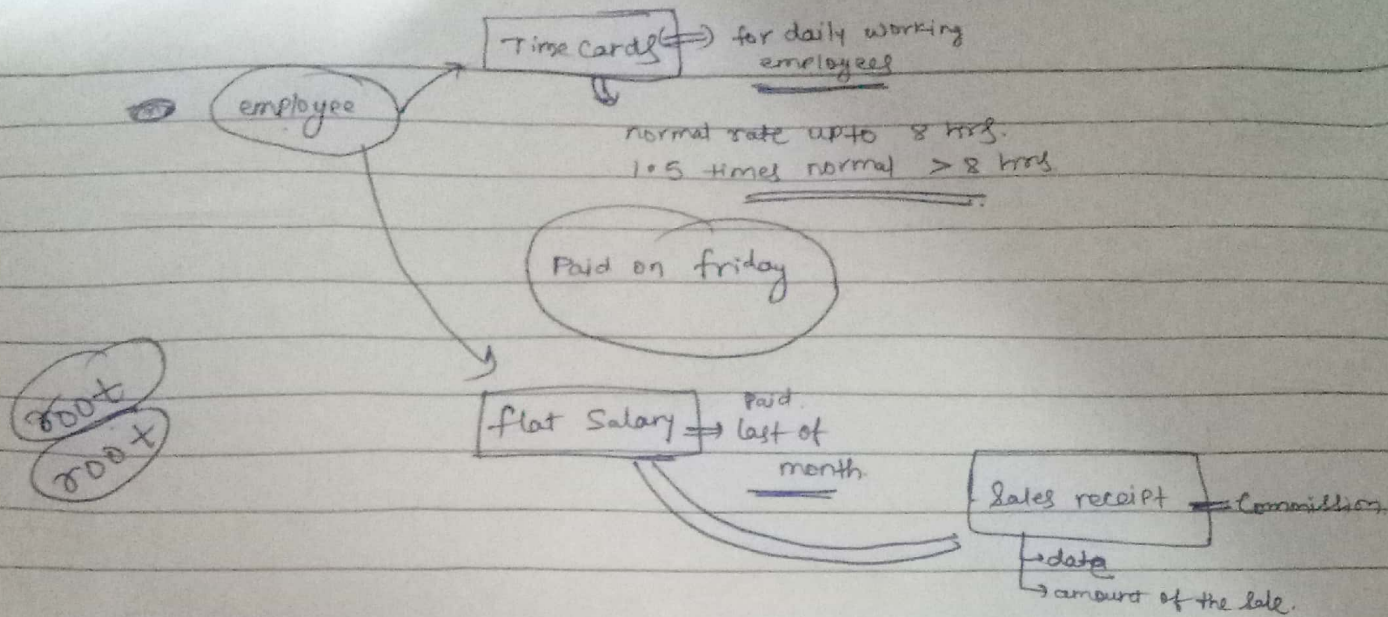 Time Cards
for daily working
employees
employee
normal rate upto 8 hrs.
1.5 times normal > 8 hrs
Paid on friday
root
root
flat Salary
Paid
last of
month
Sales receipt
Commission
date
amount of the sale.